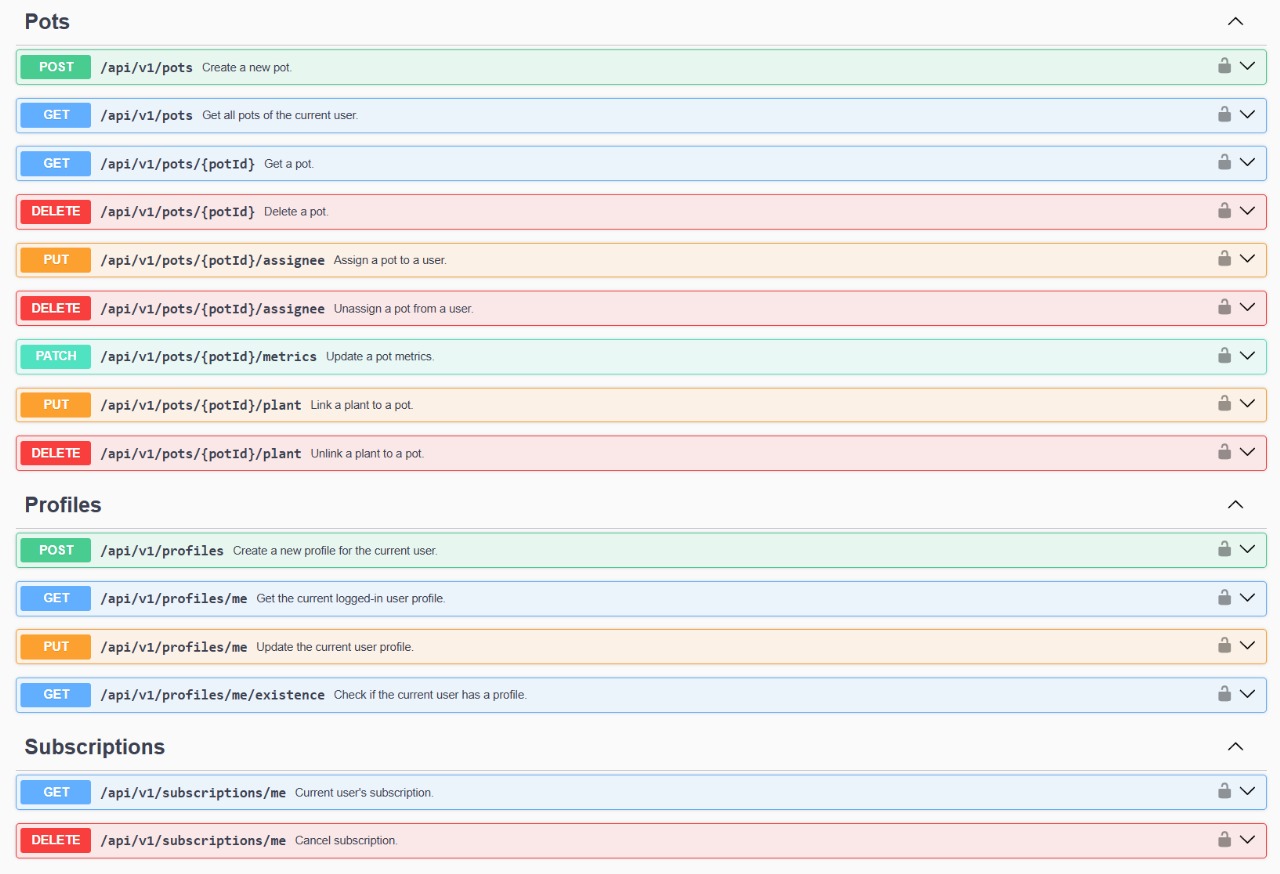 Pots
POST /api/v1/pots Create a new pot.
GET /api/v1/pots Get all pots of the current user.
GET /api/v1/pots/{potId} Get a pot.
DELETE /api/v1/pots/{potId} Delete a pot.
PUT /api/v1/pots/{potId}/assignee Assign a pot to a user.
DELETE /api/v1/pots/{potId}/assignee Unassign a pot from a user.
PATCH /api/v1/pots/{potId}/metrics Update a pot metrics.
PUT /api/v1/pots/{potId}/plant Link a plant to a pot.
DELETE /api/v1/pots/{potId}/plant Unlink a plant to a pot.
Profiles
POST /api/v1/profiles Create a new profile for the current user.
GET /api/v1/profiles/me Get the current logged-in user profile.
PUT /api/v1/profiles/me Update the current user profile.
GET /api/v1/profiles/me/existence Check if the current user has a profile.
Subscriptions
GET /api/v1/subscriptions/me Current user's subscription.
DELETE /api/v1/subscriptions/me Cancel subscription.